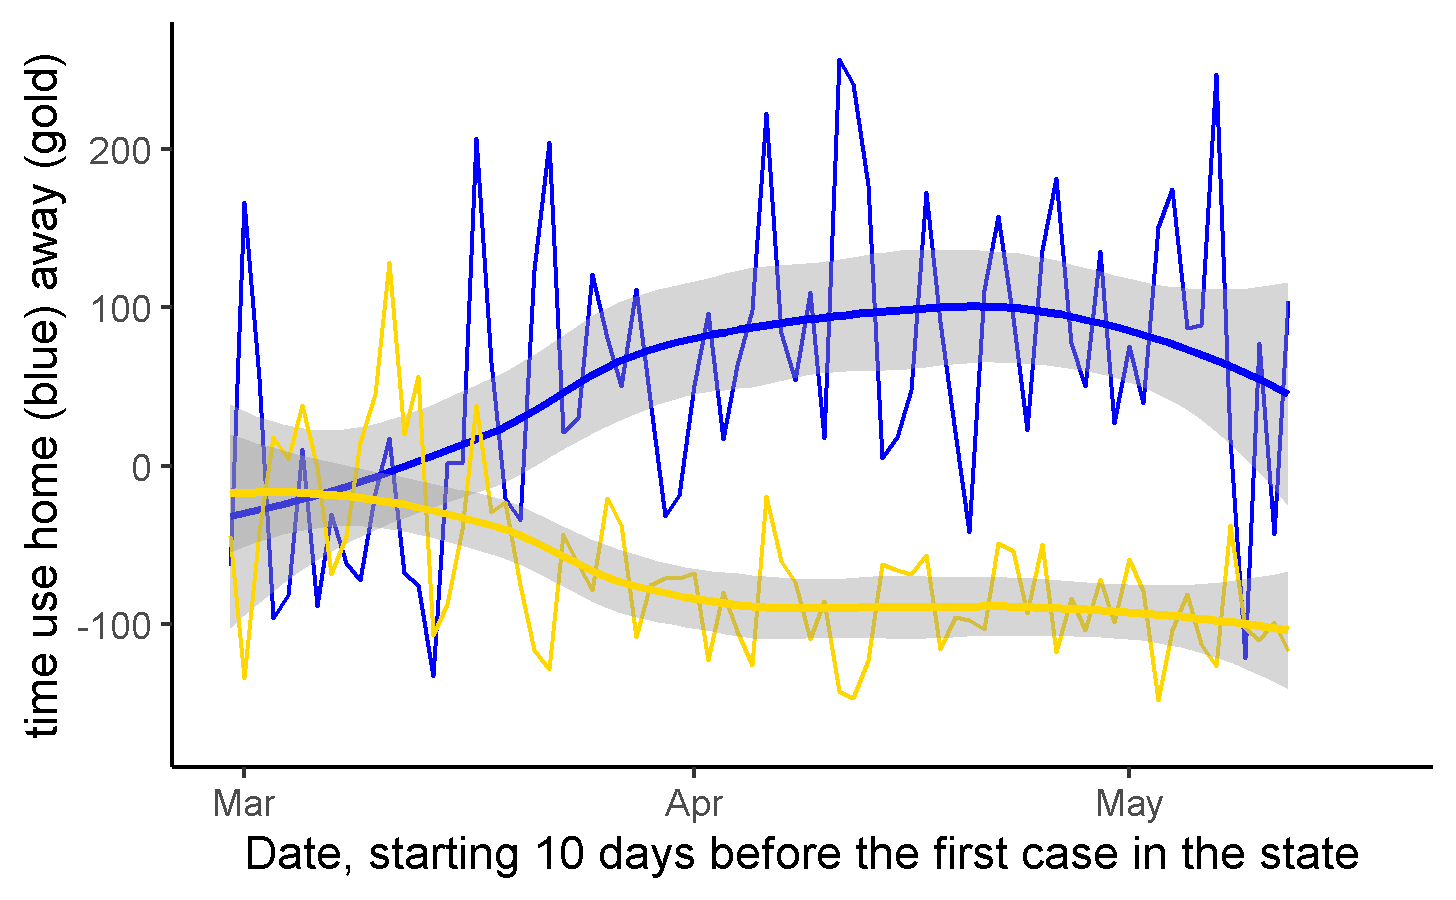 time use home (blue) away (gold)
200
100
0
-100
Mar
Apr
May
Date, starting 10 days before the first case in the state